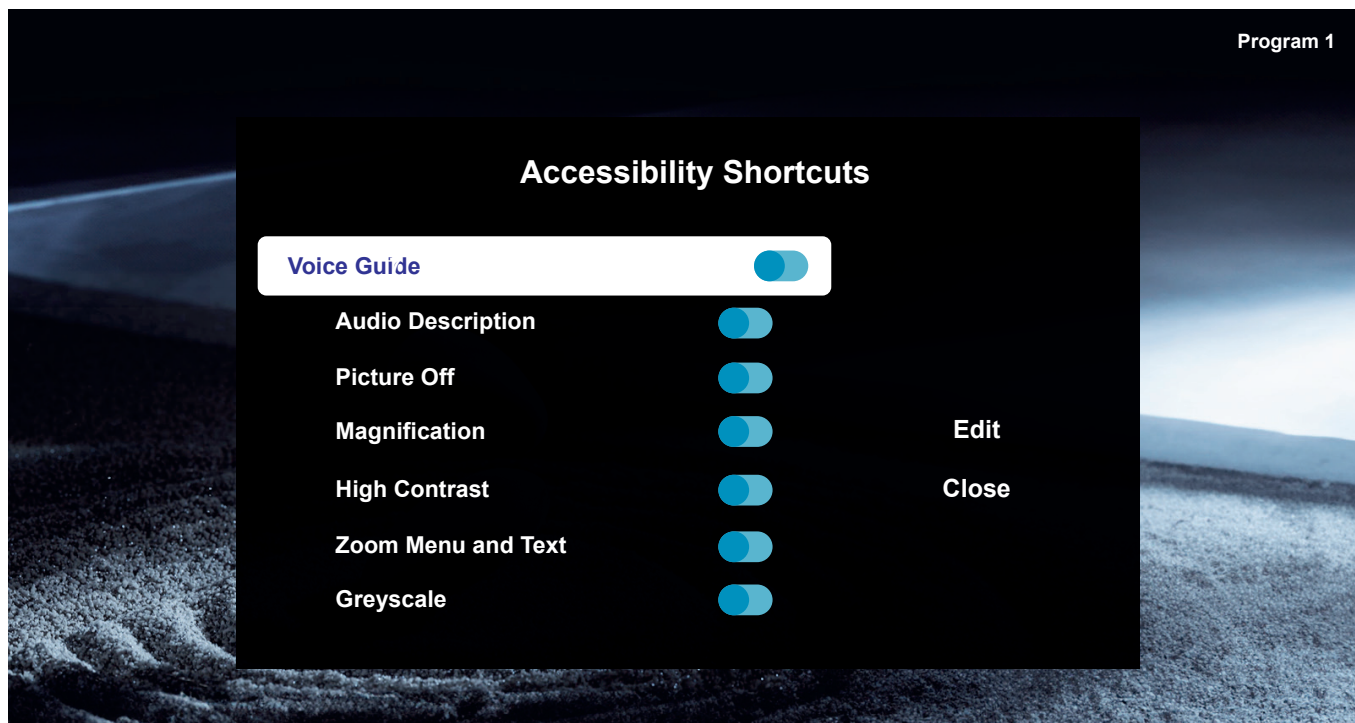 Program 1
Accessibility Shortcuts
Voice Guide
Audio Description
Picture Off
Magnification
High Contrast
Zoom Menu and Text
Greyscale
Edit
Close